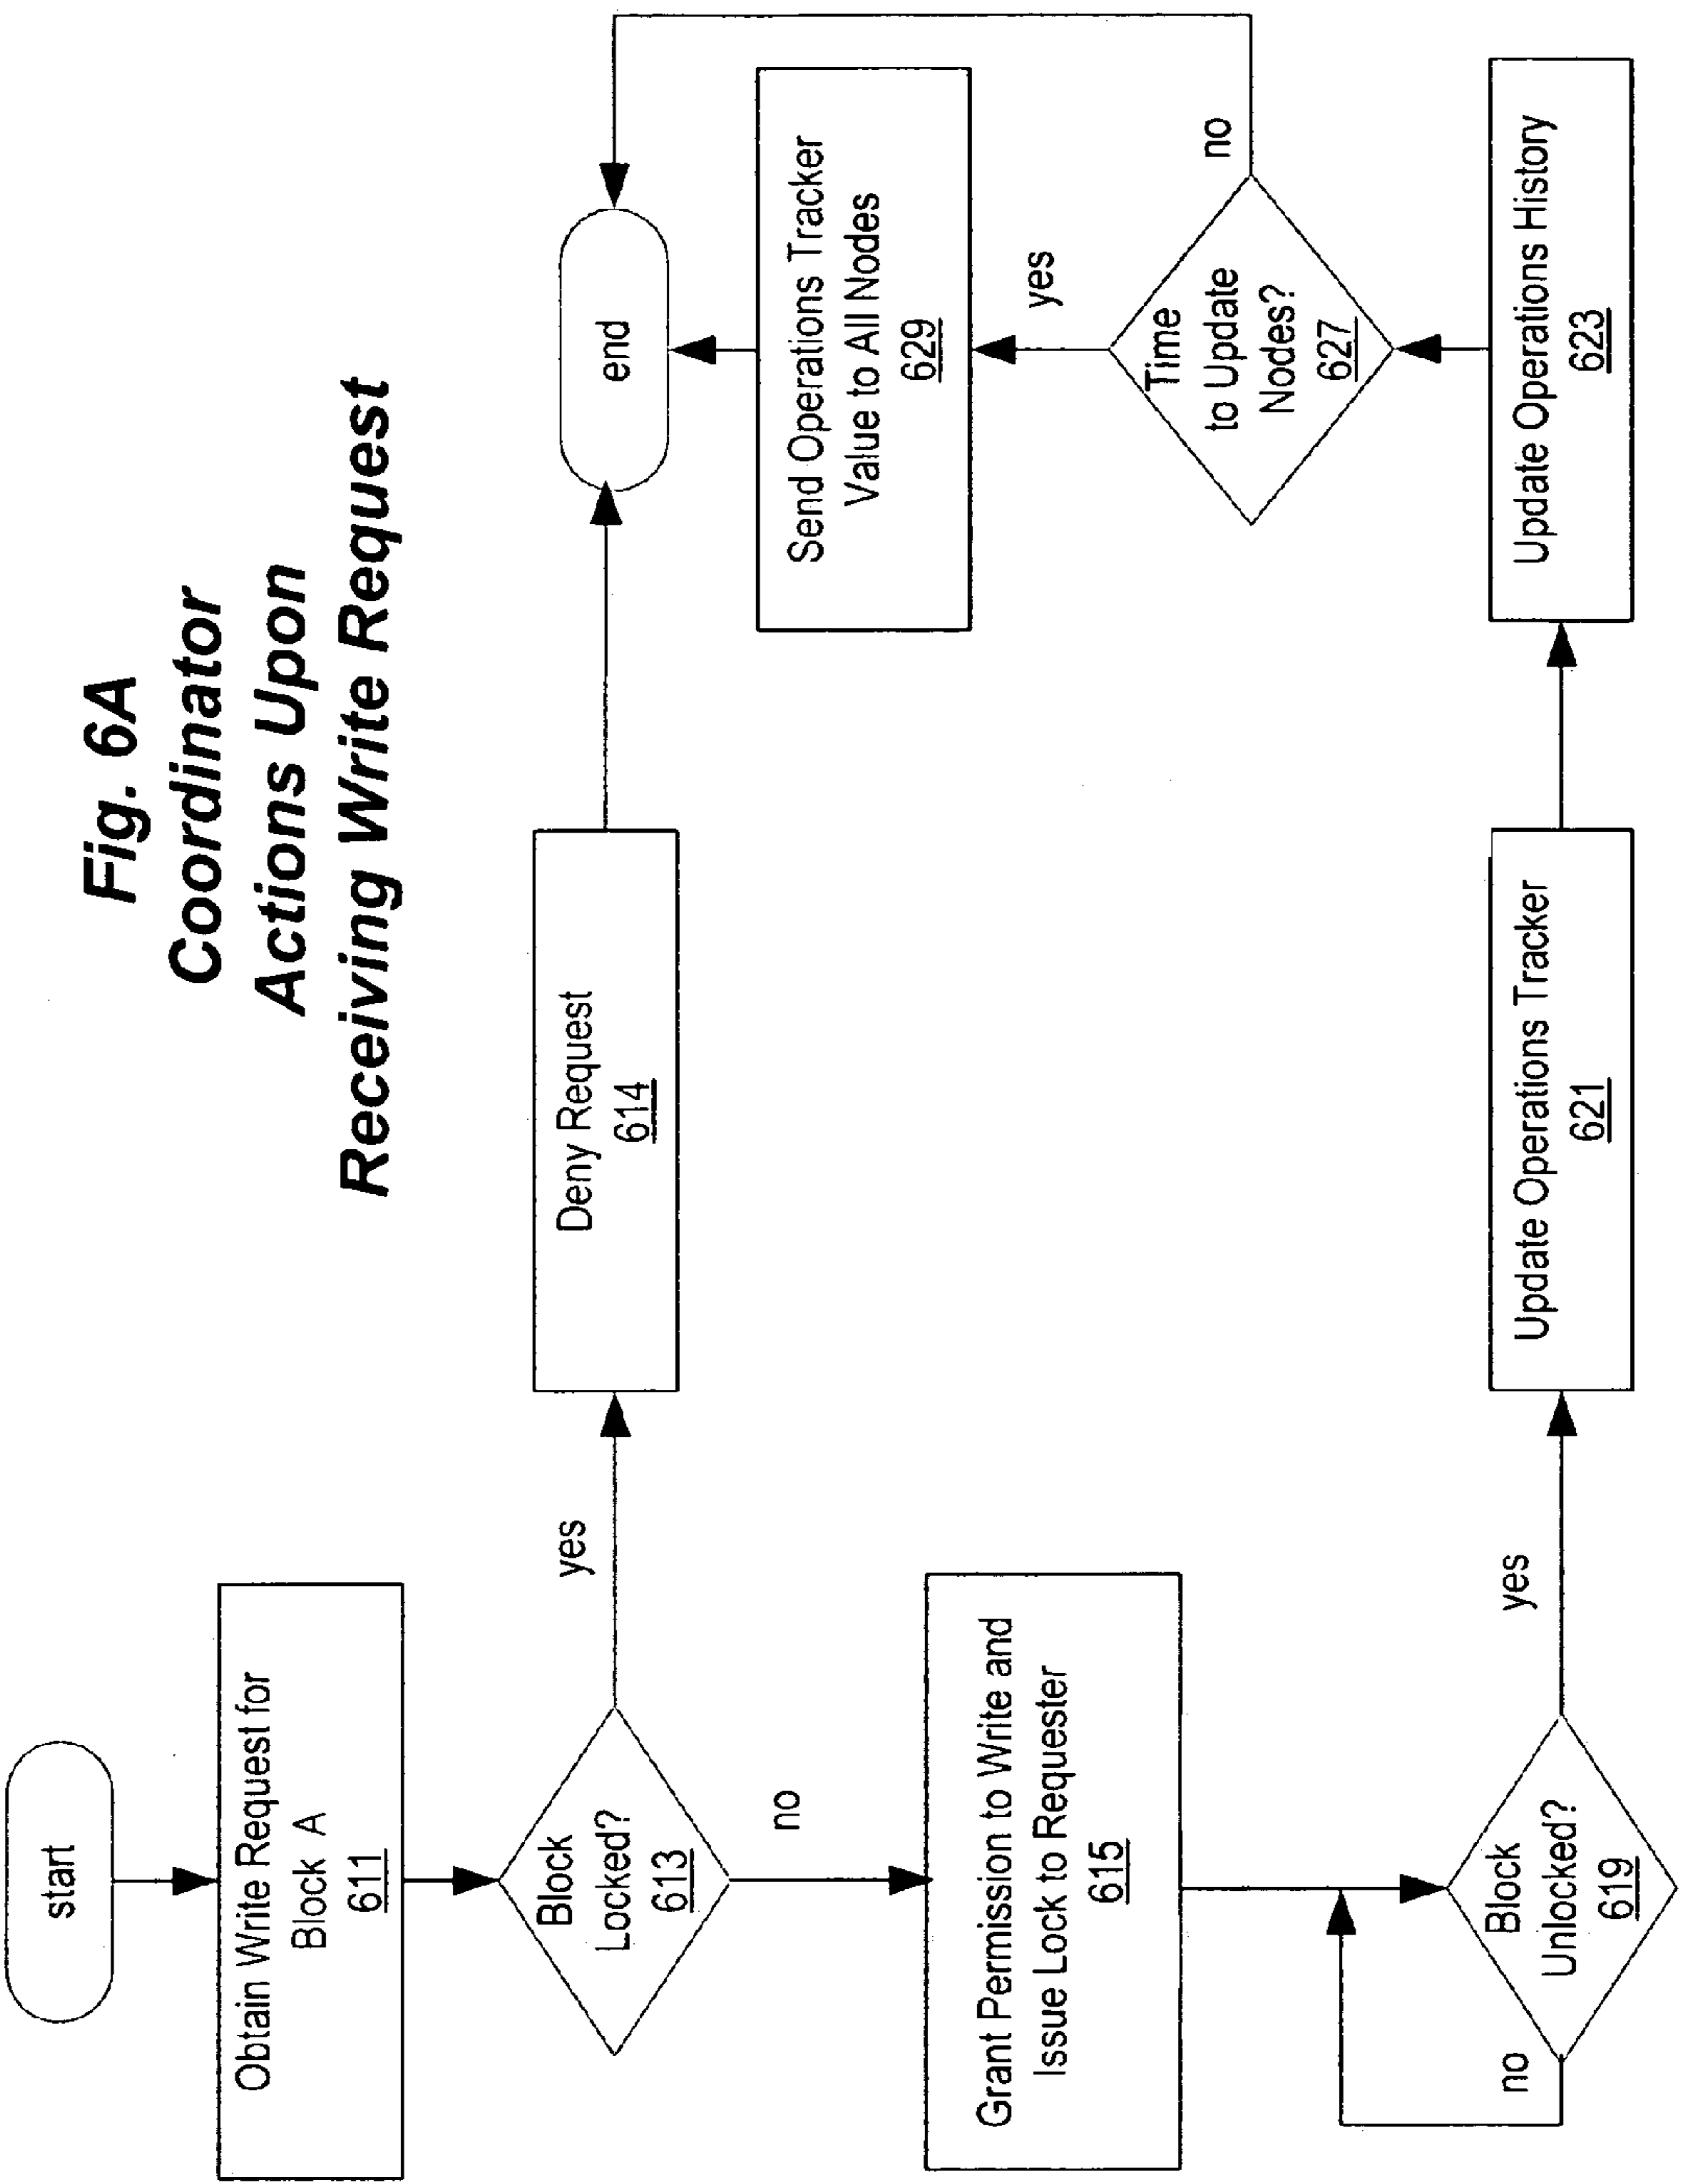 Fig. 6A
Coordinator
Actions Upon
Receiving Write Request
start
Obtain Write Request for
Block A
611
Block
Locked?
613
yes
Deny Request
614
no
Grant Permission to Write and
Issue Lock to Requester
615
Block
Unlocked?
619
no
yes
Update Operations Tracker
621
Update Operations History
623
Time
to Update
Nodes?
627
no
yes
Send Operations Tracker
Value to All Nodes
629
end